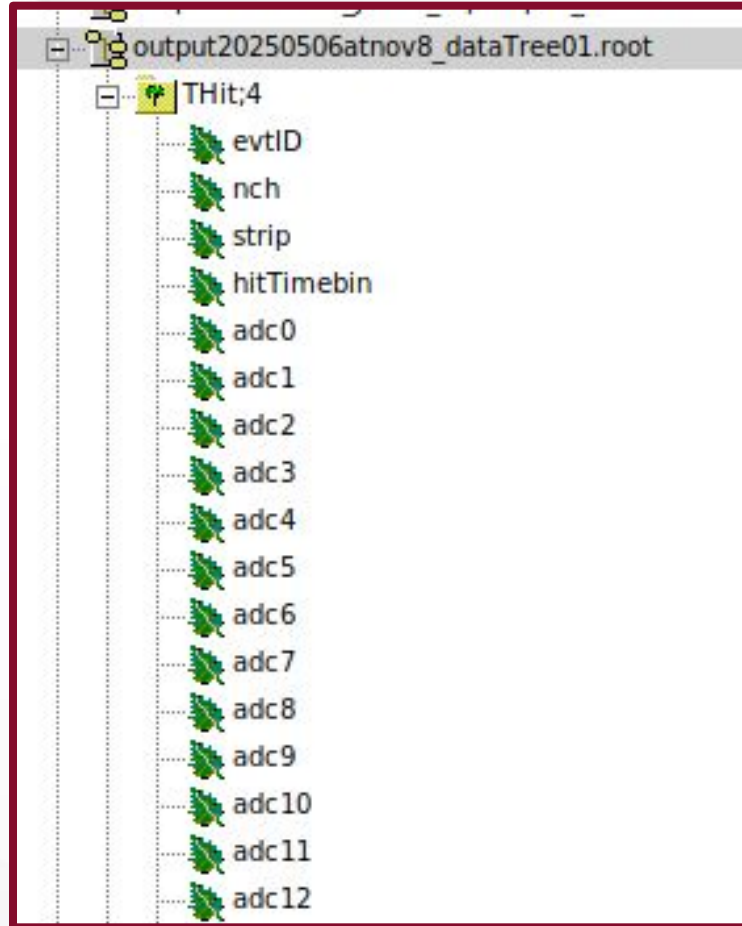 output20250506atnov8_dataTree01.root
THit;4
evtID
nch
strip
hitTimebin
adc0
adc1
adc2
adc3
adc4
adc5
adc6
adc7
adc8
adc9
adc10
adc11
adc12